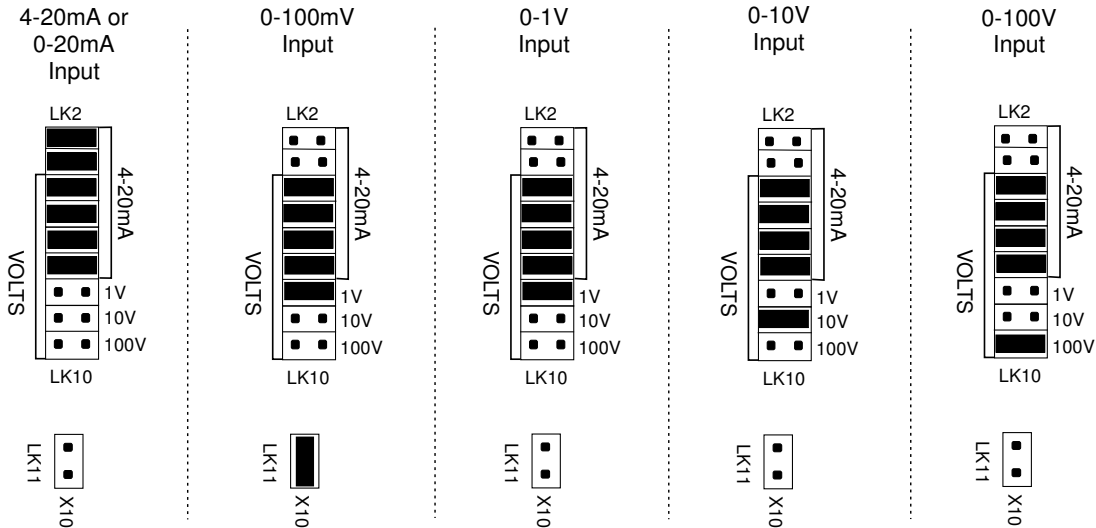 4-20mA or
0-20mA
Input
LK2
4-20mA
VOLTS
1V
10V
100V
LK10
LK11
X10
0-100mV
Input
LK2
4-20mA
VOLTS
1V
10V
100V
LK10
LK11
X10
0-1V
Input
LK2
4-20mA
VOLTS
1V
10V
100V
LK10
LK11
X10
0-10V
Input
LK2
4-20mA
VOLTS
1V
10V
100V
LK10
LK11
X10
0-100V
Input
LK2
4-20mA
VOLTS
1V
10V
100V
LK10
LK11
X10